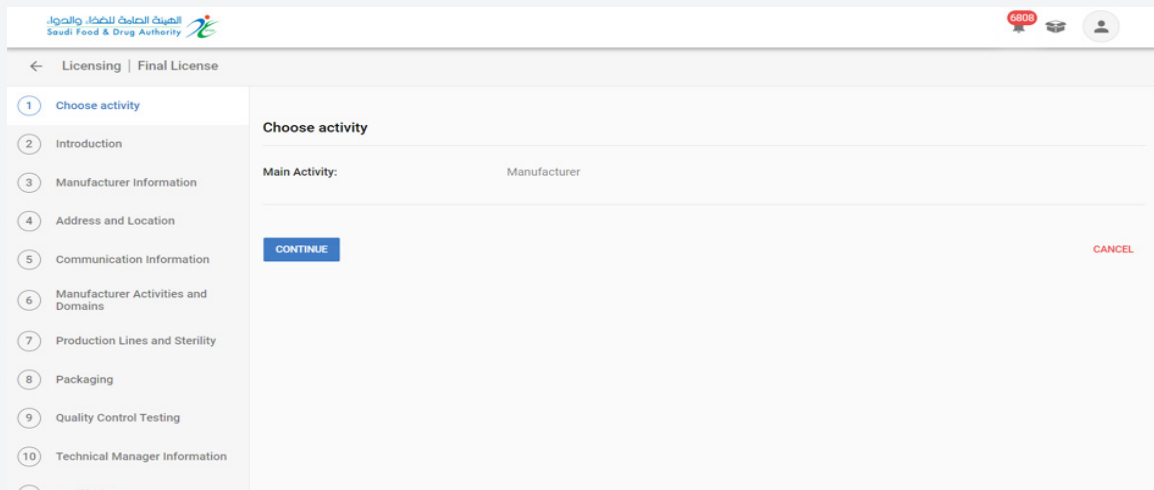 الهيئة العامة للغذاء والدواء
Saudi Food & Drug Authority
6808
Licensing | Final License
1 Choose activity
2 Introduction
3 Manufacturer Information
4 Address and Location
5 Communication Information
6 Manufacturer Activities and
Domains
7 Production Lines and Sterility
8 Packaging
9 Quality Control Testing
10 Technical Manager Information
Choose activity
Main Activity: Manufacturer
CONTINUE
CANCEL